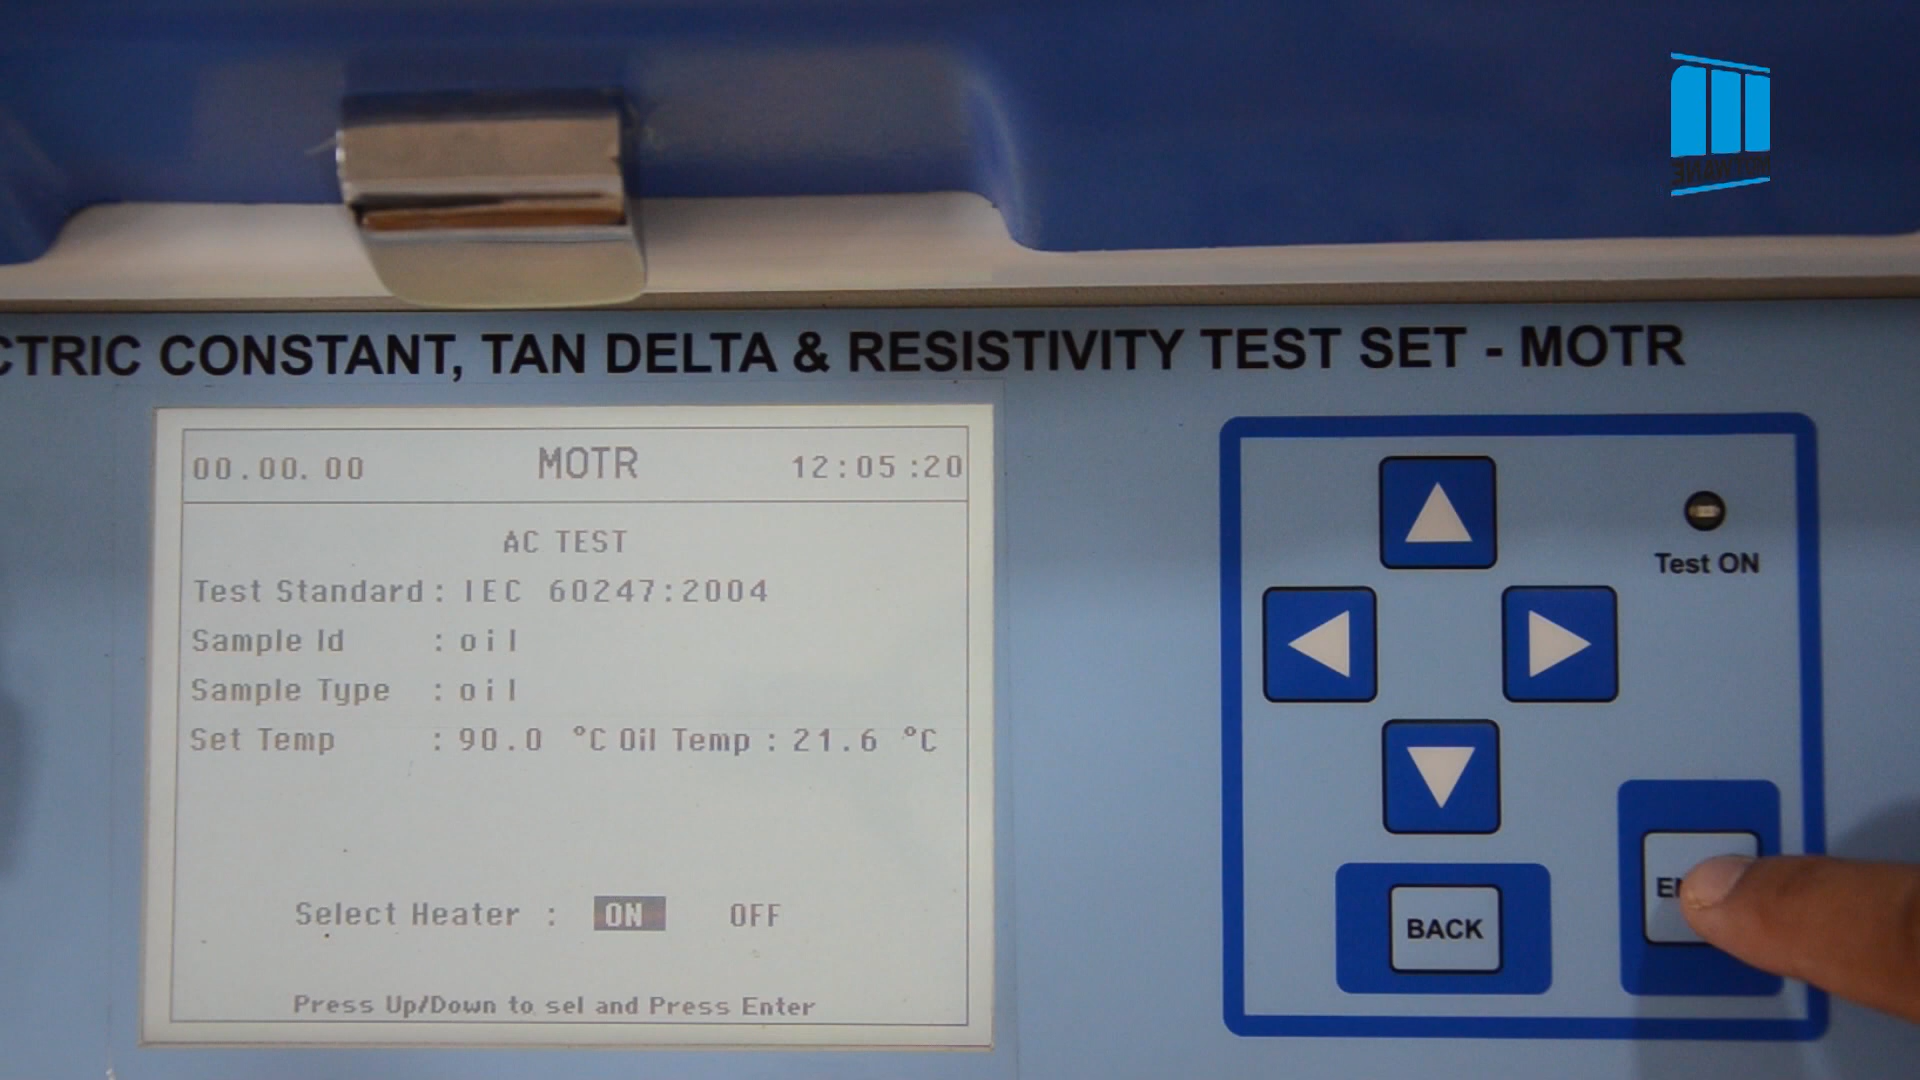 CTRIC CONSTANT, TAN DELTA & RESISTIVITY TEST SET - MOTR
00.00.00 MOTR 12:05:20
AC TEST
Test Standard : IEC 60247:2004
Sample Id : oil
Sample Type : oil
Set Temp : 90.0 °C Oil Temp : 21.6 °C
Select Heater : ON OFF
Press Up/Down to sel and Press Enter
Test ON
BACK